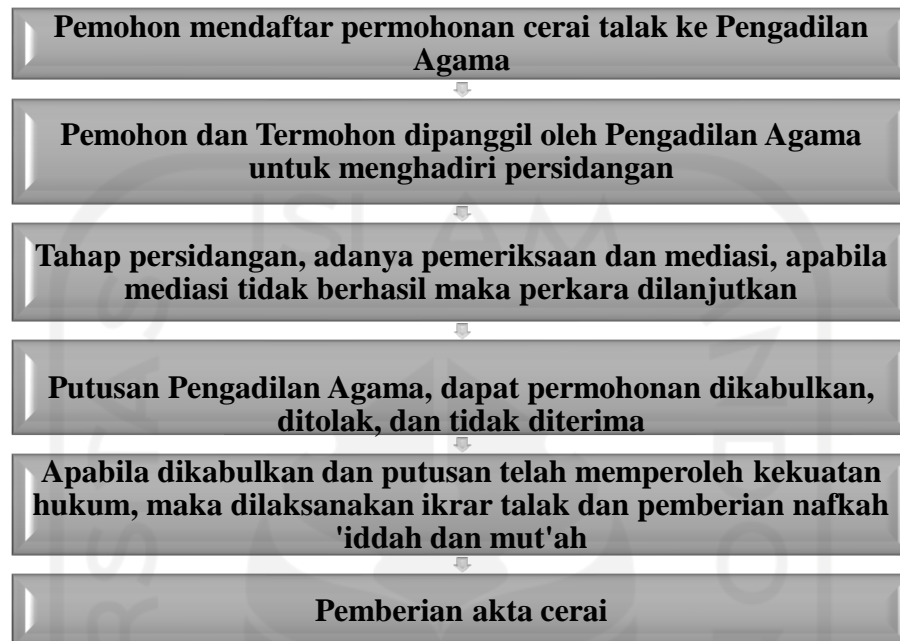 Pemohon mendaftar permohonan cerai talak ke Pengadilan
Agama
Pemohon dan Termohon dipanggil oleh Pengadilan Agama
untuk menghadiri persidangan
Tahap persidangan, adanya pemeriksaan dan mediasi, apabila
mediasi tidak berhasil maka perkara dilanjutkan
Putusan Pengadilan Agama, dapat permohonan dikabulkan,
ditolak, dan tidak diterima
Apabila dikabulkan dan putusan telah memperoleh kekuatan
hukum, maka dilaksanakan ikrar talak dan pemberian nafkah
'iddah dan mut'ah
Pemberian akta cerai
ISLAM